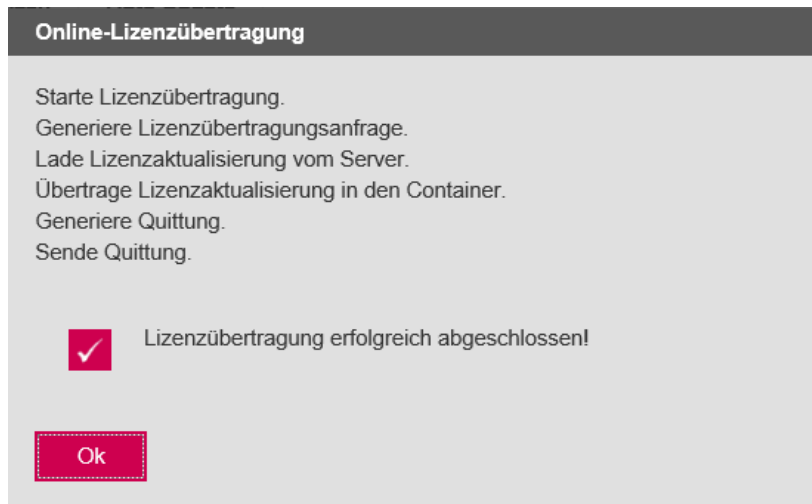 Online-Lizenzübertragung
Starte Lizenzübertragung.
Generiere Lizenzübertragungsanfrage.
Lade Lizenzaktualisierung vom Server.
Übertrage Lizenzaktualisierung in den Container.
Generiere Quittung.
Sende Quittung.
Lizenzübertragung erfolgreich abgeschlossen!
Ok